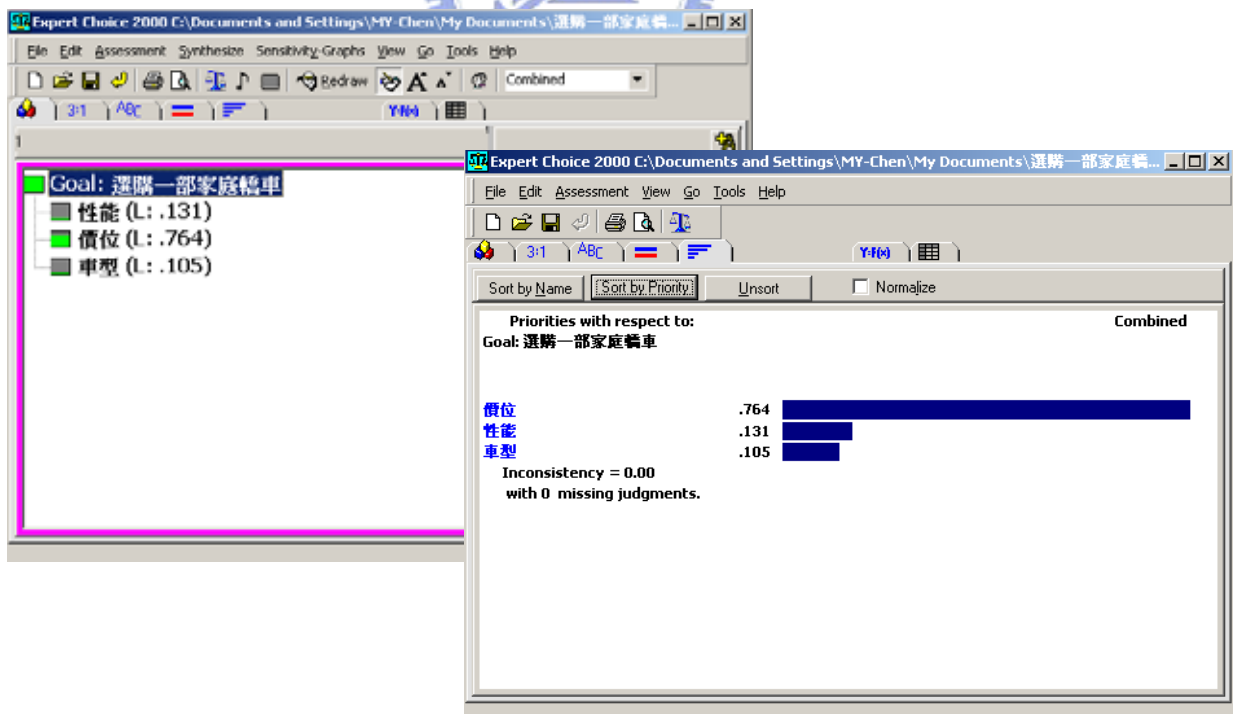 Expert Choice 2000 C:\Documents and Settings\MY-Chen\My Documents\選購一部家庭轎...
File Edit Assessment Synthesize Sensitivity-Graphs View Go Tools Help
Redraw A A Combined
3:1 ABC Y=F(x)
1 1
Goal: 選購一部家庭轎車
性能 (L: .131)
價位 (L: .764)
車型 (L: .105)
Expert Choice 2000 C:\Documents and Settings\MY-Chen\My Documents\選購一部家庭轎...
File Edit Assessment View Go Tools Help
3:1 ABC Y=F(x)
Sort by Name Sort by Priority Unsort Normalize
Priorities with respect to: Combined
Goal: 選購一部家庭轎車
價位 .764
性能 .131
車型 .105
Inconsistency = 0.00
with 0 missing judgments.